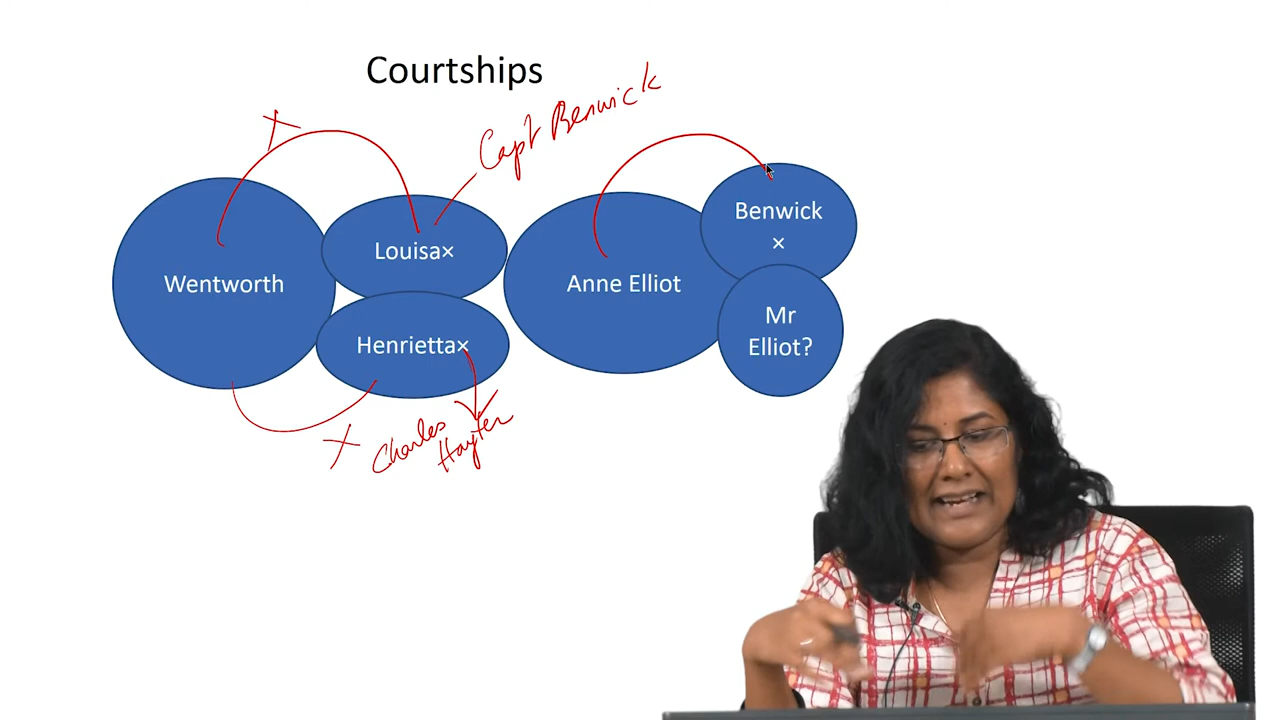 Courtships
X
Capt Benwick
Wentworth
Louisa×
Henrietta×
Anne Elliot
Benwick
×
Mr
Elliot?
X
Charles
Hayter